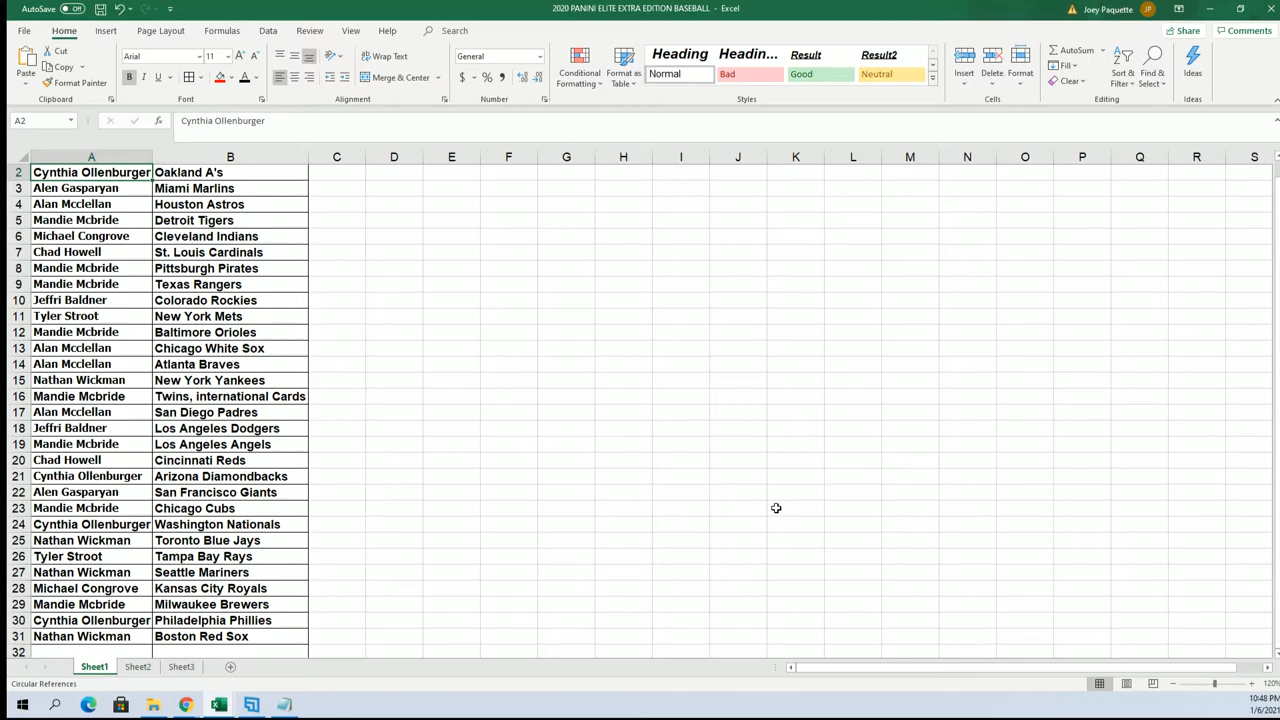 AutoSave Off 2020 PANINI ELITE EXTRA EDITION BASEBALL - Excel Joey Paquette JP
File Home Insert Page Layout Formulas Data Review View Help Search Share Comments
Paste Cut Copy Format Painter
Clipboard
Arial 11
B I U
Font
Wrap Text
Merge & Center
Alignment
General
$ % 
Number
Conditional Formatting Format as Table
Heading Headin... Result Result2
Normal Bad Good Neutral
Styles
Insert Delete Format
Cells
AutoSum
Fill
Clear
Sort & Filter Find & Select
Editing
Ideas
Ideas
A2 fx Cynthia Ollenburger
A B C D E F G H I J K L M N O P Q R S
2 Cynthia Ollenburger Oakland A's
3 Alen Gasparyan Miami Marlins
4 Alan Mcclellan Houston Astros
5 Mandie Mcbride Detroit Tigers
6 Michael Congrove Cleveland Indians
7 Chad Howell St. Louis Cardinals
8 Mandie Mcbride Pittsburgh Pirates
9 Mandie Mcbride Texas Rangers
10 Jeffri Baldner Colorado Rockies
11 Tyler Stroot New York Mets
12 Mandie Mcbride Baltimore Orioles
13 Alan Mcclellan Chicago White Sox
14 Alan Mcclellan Atlanta Braves
15 Nathan Wickman New York Yankees
16 Mandie Mcbride Twins, international Cards
17 Alan Mcclellan San Diego Padres
18 Jeffri Baldner Los Angeles Dodgers
19 Mandie Mcbride Los Angeles Angels
20 Chad Howell Cincinnati Reds
21 Cynthia Ollenburger Arizona Diamondbacks
22 Alen Gasparyan San Francisco Giants
23 Mandie Mcbride Chicago Cubs
24 Cynthia Ollenburger Washington Nationals
25 Nathan Wickman Toronto Blue Jays
26 Tyler Stroot Tampa Bay Rays
27 Nathan Wickman Seattle Mariners
28 Michael Congrove Kansas City Royals
29 Mandie Mcbride Milwaukee Brewers
30 Cynthia Ollenburger Philadelphia Phillies
31 Nathan Wickman Boston Red Sox
32
Sheet1 Sheet2 Sheet3
Circular References 120%
10:48 PM
1/6/2021